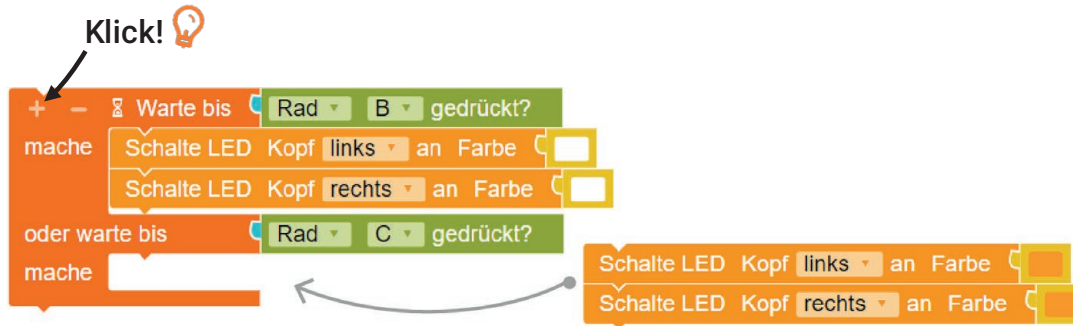 Klick!
+ - Warte bis Rad B gedrückt?
mache Schalte LED Kopf links an Farbe
Schalte LED Kopf rechts an Farbe
oder warte bis Rad C gedrückt?
mache
Schalte LED Kopf links an Farbe
Schalte LED Kopf rechts an Farbe